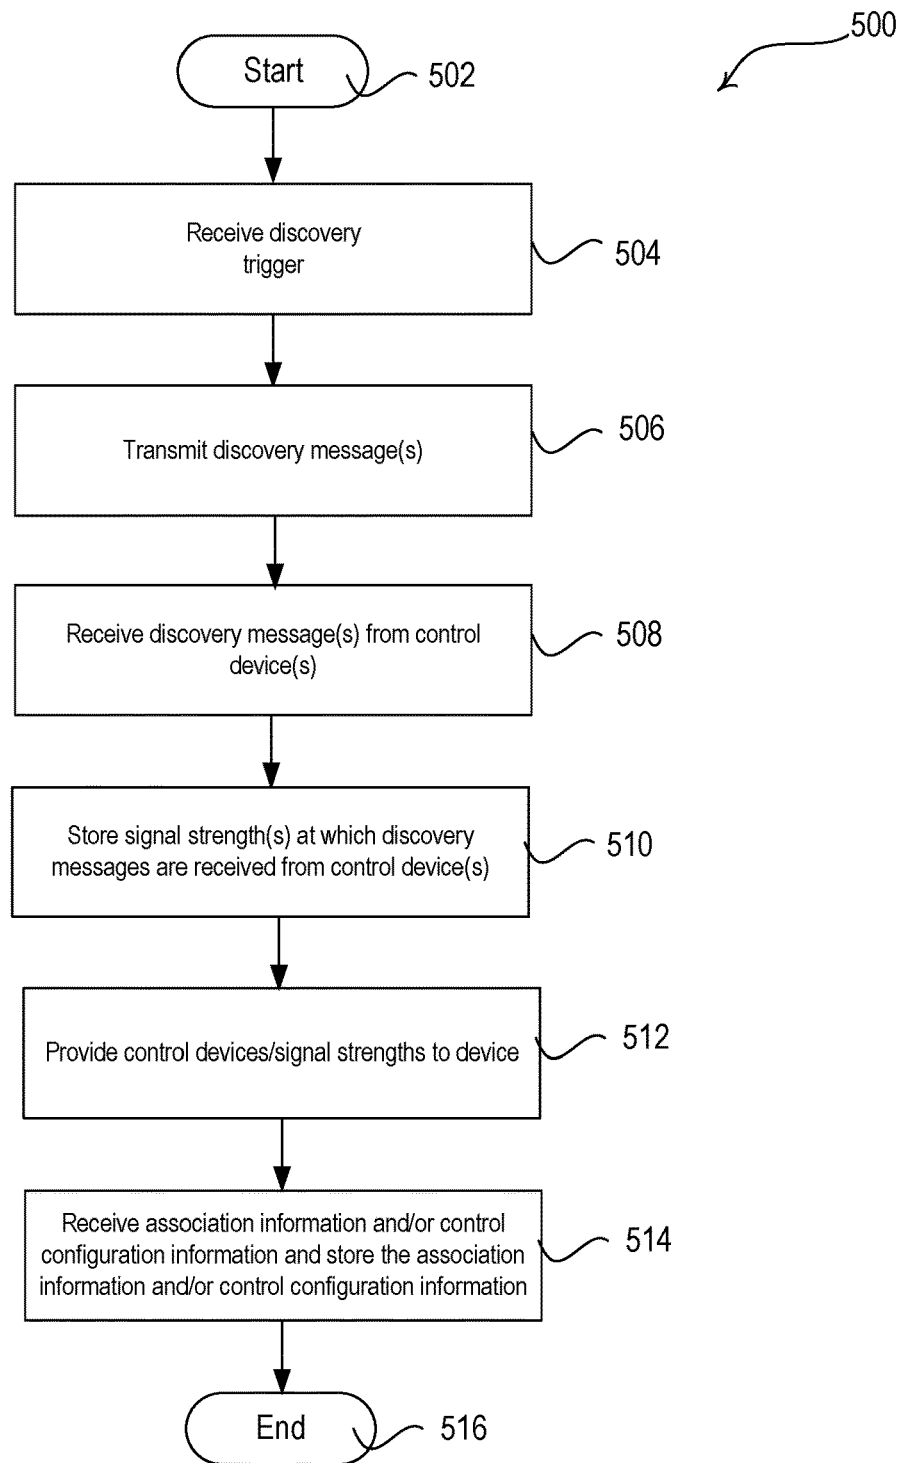 500
Start
502
Receive discovery
trigger
504
Transmit discovery message(s)
506
Receive discovery message(s) from control
device(s)
508
Store signal strength(s) at which discovery
messages are received from control device(s)
510
Provide control devices/signal strengths to device
512
Receive association information and/or control
configuration information and store the association
information and/or control configuration information
514
End
516